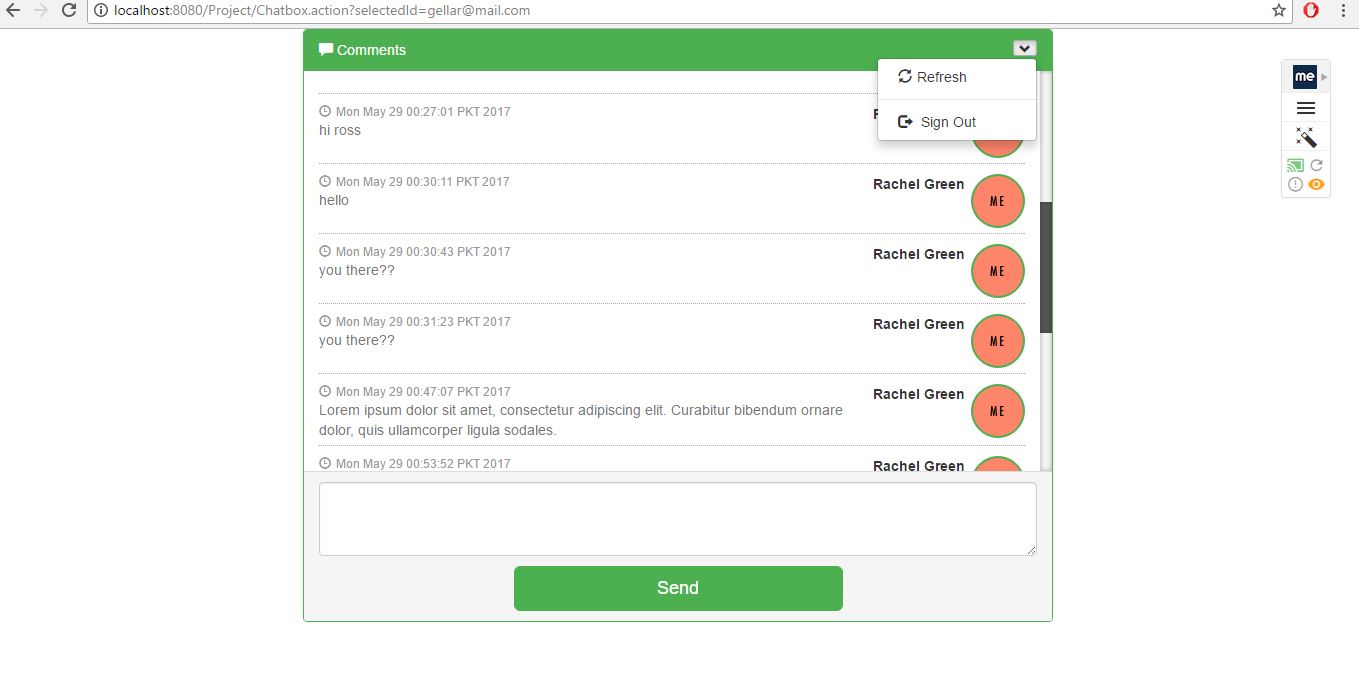 localhost:8080/Project/Chatbox.action?selectedId=gellar@mail.com
Comments
me
Refresh
Sign Out
Mon May 29 00:27:01 PKT 2017
hi ross
Mon May 29 00:30:11 PKT 2017
Rachel Green
ME
hello
Mon May 29 00:30:43 PKT 2017
Rachel Green
ME
you there??
Mon May 29 00:31:23 PKT 2017
Rachel Green
ME
you there??
Mon May 29 00:47:07 PKT 2017
Rachel Green
ME
Lorem ipsum dolor sit amet, consectetur adipiscing elit. Curabitur bibendum ornare
dolor, quis ullamcorper ligula sodales.
Mon May 29 00:53:52 PKT 2017
Rachel Green
Send